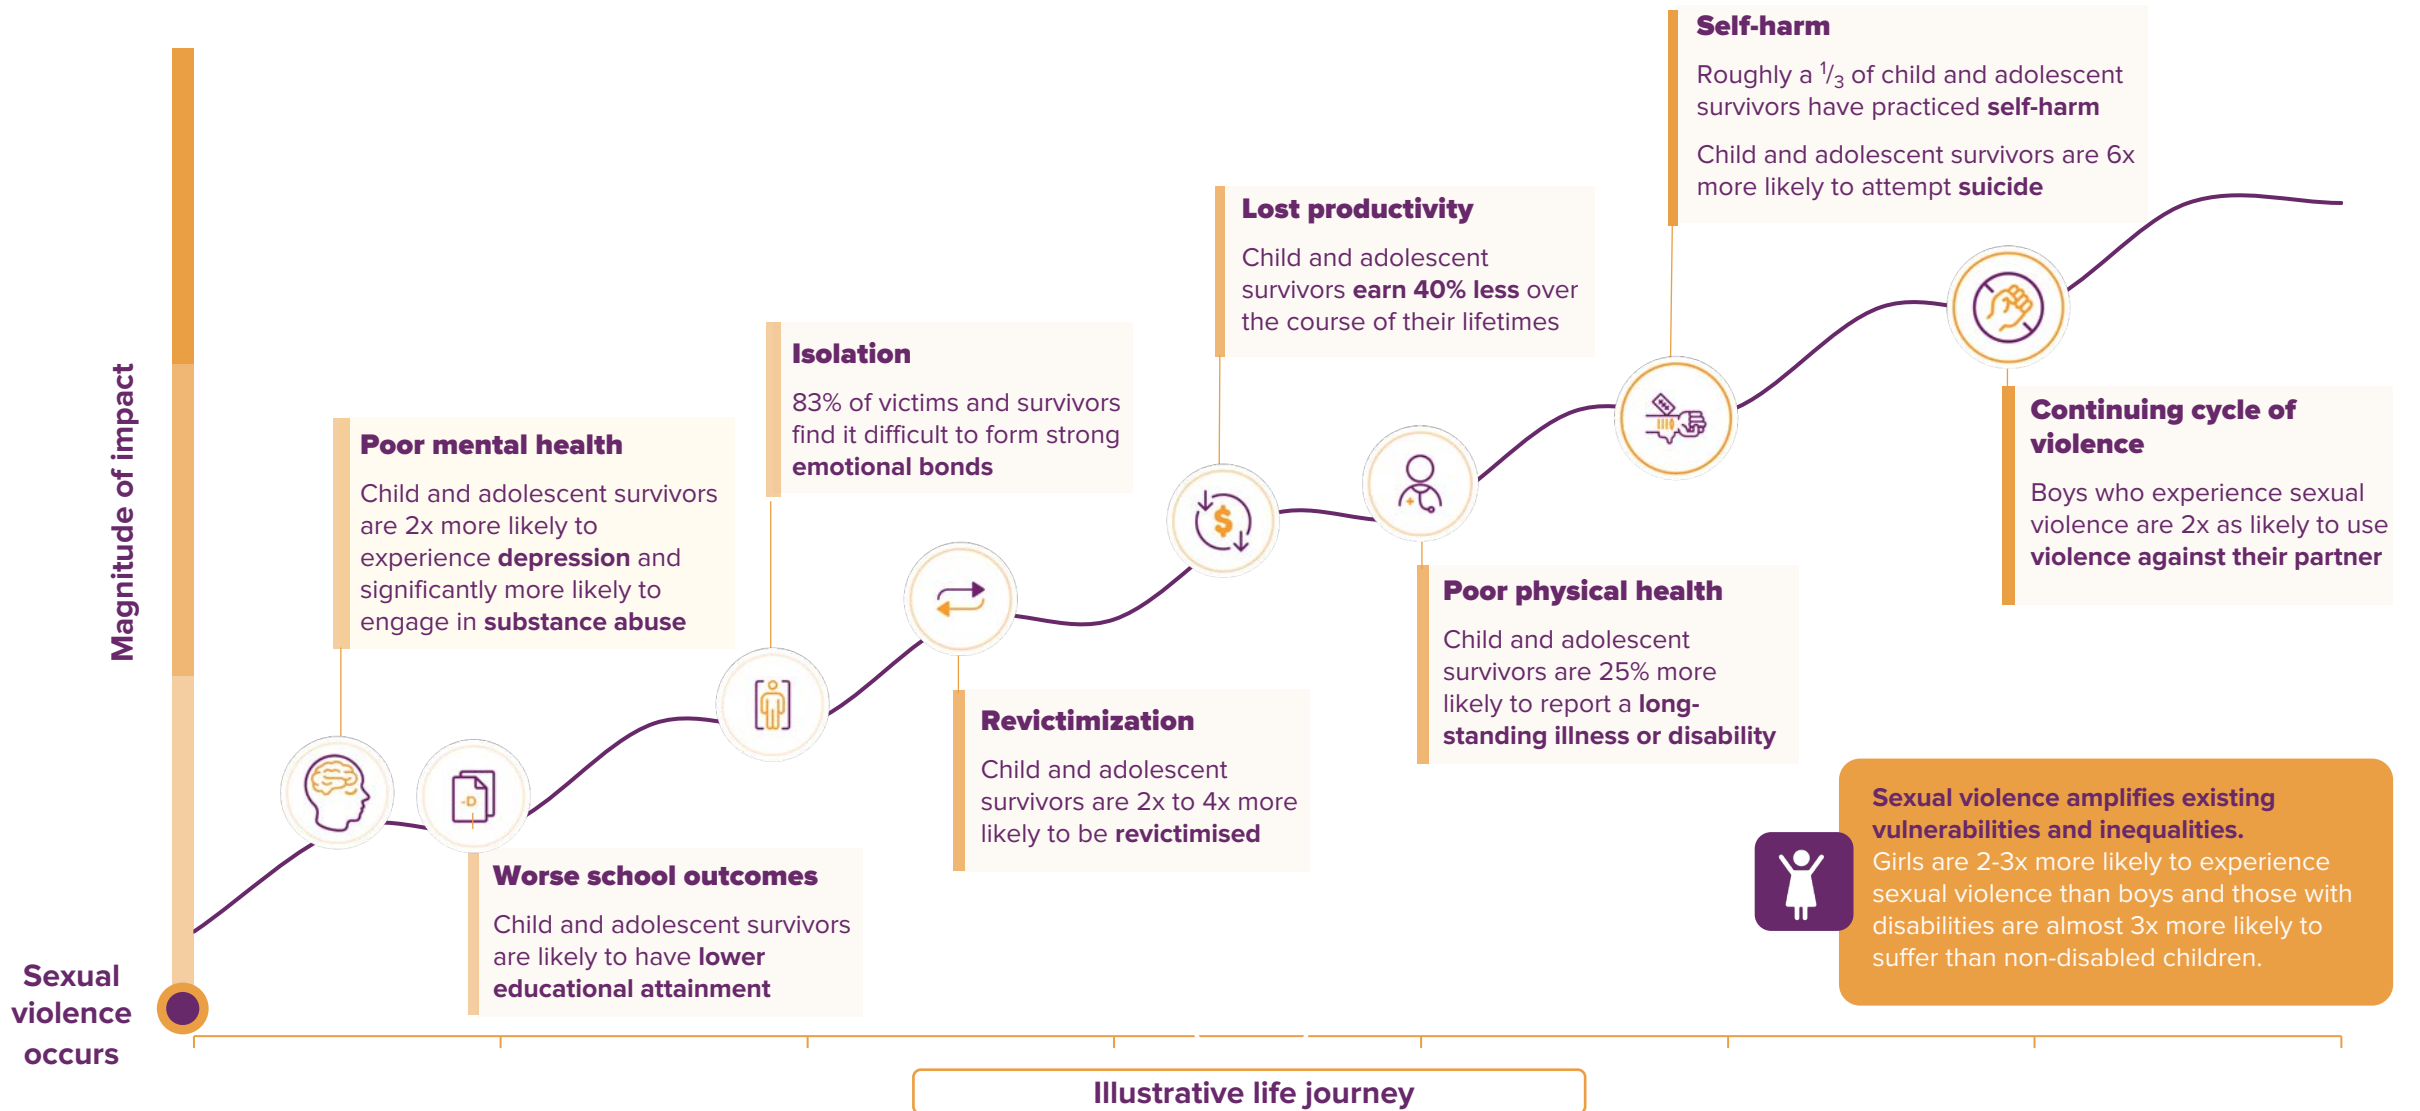 Magnitude of impact
Sexual
violence
occurs
Poor mental health
Child and adolescent survivors
are 2x more likely to
experience depression and
significantly more likely to
engage in substance abuse
-D
Worse school outcomes
Child and adolescent survivors
are likely to have lower
educational attainment
Isolation
83% of victims and survivors
find it difficult to form strong
emotional bonds
Revictimization
Child and adolescent
survivors are 2x to 4x more
likely to be revictimised
Lost productivity
Child and adolescent
survivors earn 40% less over
the course of their lifetimes
$
Poor physical health
Child and adolescent
survivors are 25% more
likely to report a long-
standing illness or disability
Self-harm
Roughly a 1/3 of child and adolescent
survivors have practiced self-harm
Child and adolescent survivors are 6x
more likely to attempt suicide
Continuing cycle of
violence
Boys who experience sexual
violence are 2x as likely to use
violence against their partner
Sexual violence amplifies existing
vulnerabilities and inequalities.
Girls are 2-3x more likely to experience
sexual violence than boys and those with
disabilities are almost 3x more likely to
suffer than non-disabled children.
Illustrative life journey